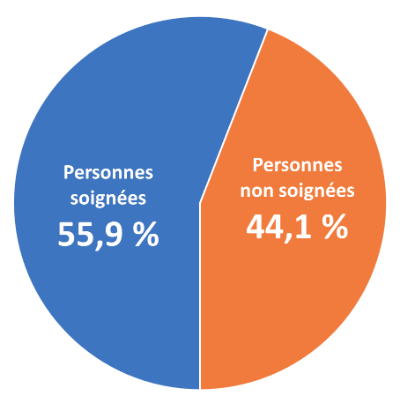 Personnes
soignées
55,9 %
Personnes
non soignées
44,1 %